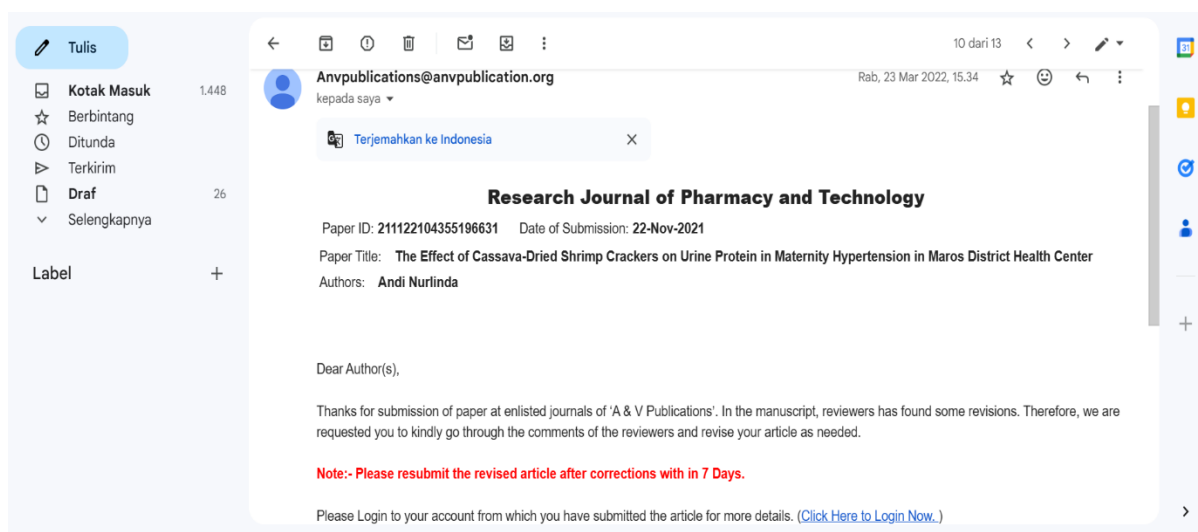 Tulis
10 dari 13
Kotak Masuk 1.448
Berbintang
Ditunda
Terkirim
Draf 26
Selengkapnya
Label
Anvpublications@anvpublication.org Rab, 23 Mar 2022, 15.34
kepada saya
Terjemahkan ke Indonesia
Research Journal of Pharmacy and Technology
Paper ID: 211122104355196631 Date of Submission: 22-Nov-2021
Paper Title: The Effect of Cassava-Dried Shrimp Crackers on Urine Protein in Maternity Hypertension in Maros District Health Center
Authors: Andi Nurlinda
Dear Author(s),
Thanks for submission of paper at enlisted journals of 'A & V Publications'. In the manuscript, reviewers has found some revisions. Therefore, we are
requested you to kindly go through the comments of the reviewers and revise your article as needed.
Note:- Please resubmit the revised article after corrections with in 7 Days.
Please Login to your account from which you have submitted the article for more details. (Click Here to Login Now. )
31